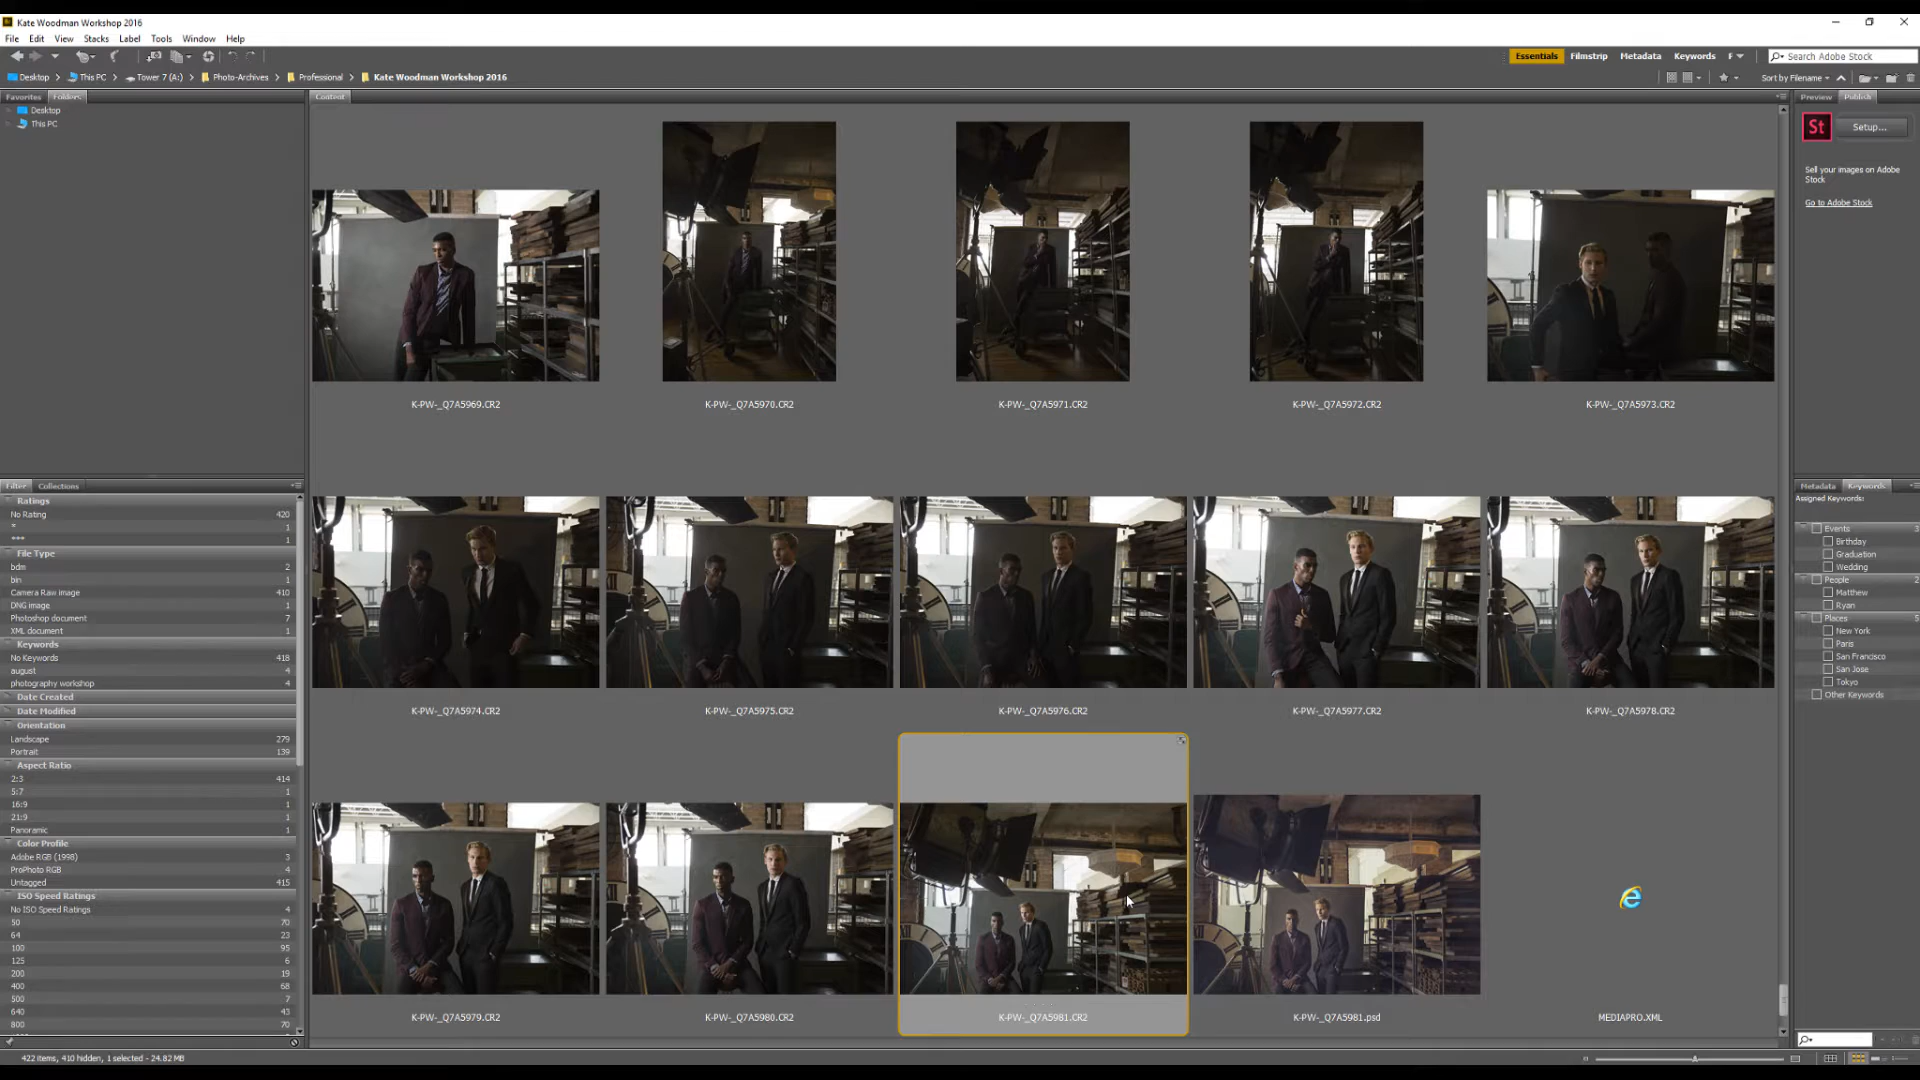 Kate Woodman Workshop 2016
File Edit View Stacks Label Tools Window Help
Essentials Filmstrip Metadata Keywords F Search Adobe Stock
Desktop This PC Tower 7 (A:) Photo-Archives Professional Kate Woodman Workshop 2016
Sort by Filename
Favorites Folders
Content
Preview Publish
Desktop
This PC
St Setup...
Sell your images on Adobe
Stock
Go to Adobe Stock
K-PW-_Q7A5969.CR2
K-PW-_Q7A5970.CR2
K-PW-_Q7A5971.CR2
K-PW-_Q7A5972.CR2
K-PW-_Q7A5973.CR2
K-PW-_Q7A5974.CR2
K-PW-_Q7A5975.CR2
K-PW-_Q7A5976.CR2
K-PW-_Q7A5977.CR2
K-PW-_Q7A5978.CR2
K-PW-_Q7A5979.CR2
K-PW-_Q7A5980.CR2
K-PW-_Q7A5981.CR2
K-PW-_Q7A5981.psd
MEDIAPRO.XML
Filter Collections
Ratings
No Rating 420
* 1
*** 1
File Type
bdm 2
bin 1
Camera Raw image 410
DNG image 1
Photoshop document 7
XML document 1
Keywords
No Keywords 418
august 4
photography workshop 4
Date Created
Date Modified
Orientation
Landscape 279
Portrait 139
Aspect Ratio
2:3 414
5:7 1
16:9 1
21:9 1
Panoramic 1
Color Profile
Adobe RGB (1998) 3
ProPhoto RGB 4
Untagged 415
ISO Speed Ratings
No ISO Speed Ratings 4
50 70
64 23
100 95
125 6
200 19
400 68
500 7
640 43
800 70
Metadata Keywords
Assigned Keywords:
Events 3
Birthday
Graduation
Wedding
People 2
Matthew
Ryan
Places 5
New York
Paris
San Francisco
San Jose
Tokyo
Other Keywords
422 items, 410 hidden, 1 selected - 24.82 MB